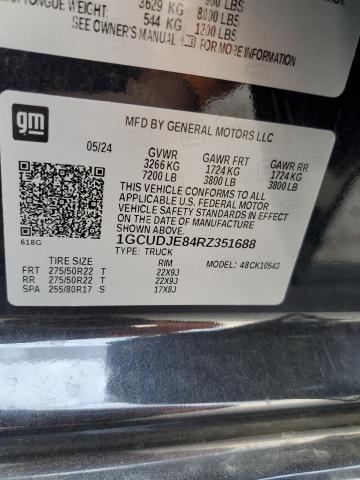 TONGUE WEIGHT: 3629 KG 8000 LBS
544 KG 1200 LBS
SEE OWNER'S MANUAL FOR MORE INFORMATION
gm
MFD BY GENERAL MOTORS LLC
05/24 GVWR GAWR FRT GAWR RR
3266 KG 1724 KG 1724 KG
7200 LB 3800 LB 3800 LB
THIS VEHICLE CONFORMS TO ALL APPLICABLE
U.S. FEDERAL MOTOR VEHICLE SAFETY
STANDARDS IN EFFECT ON THE DATE OF
MANUFACTURE SHOWN ABOVE.
618G
1GCUDJE84RZ351688
TYPE: TRUCK MODEL: 48CK10543
TIRE SIZE RIM
FRT 275/50R22 T 22X9J
RR 275/50R22 T 22X9J
SPA 255/80R17 S 17X8J